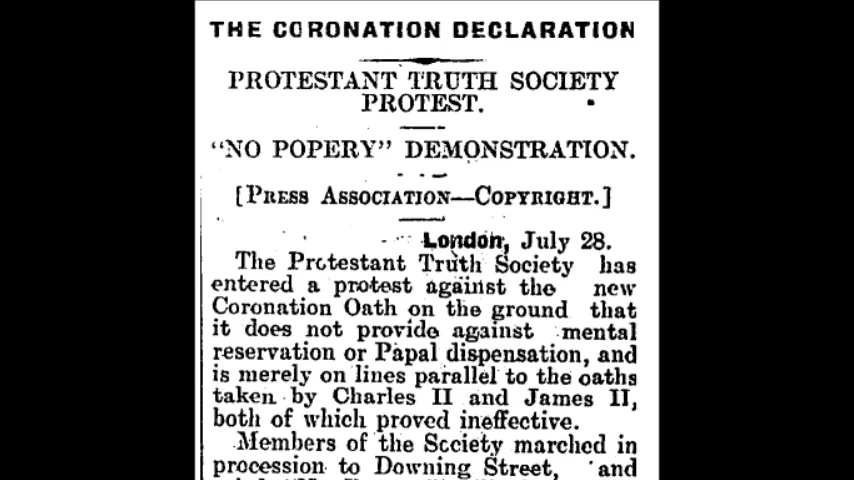 THE CORONATION DECLARATION
PROTESTANT TRUTH SOCIETY
PROTEST.
"NO POPERY" DEMONSTRATION.
[PRESS ASSOCIATION—COPYRIGHT.]
London, July 28.
The Protestant Truth Society has
entered a protest against the new
Coronation Oath on the ground that
it does not provide against mental
reservation or Papal dispensation, and
is merely on lines parallel to the oaths
taken by Charles II and James II,
both of which proved ineffective.
Members of the Society marched in
procession to Downing Street, and